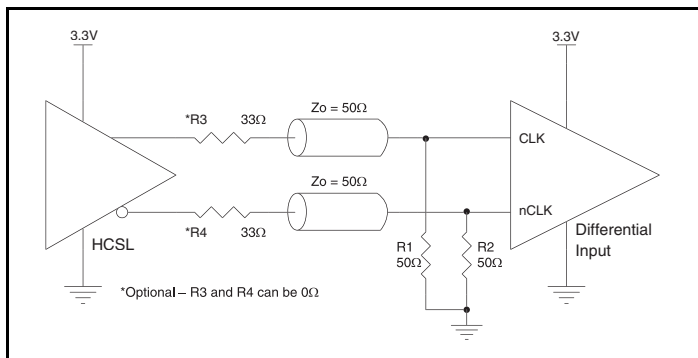 3.3V
3.3V
*R3
33Ω
Zo = 50Ω
CLK
Zo = 50Ω
nCLK
HCSL
*R4
33Ω
R1
50Ω
R2
50Ω
Differential
Input
*Optional – R3 and R4 can be 0Ω